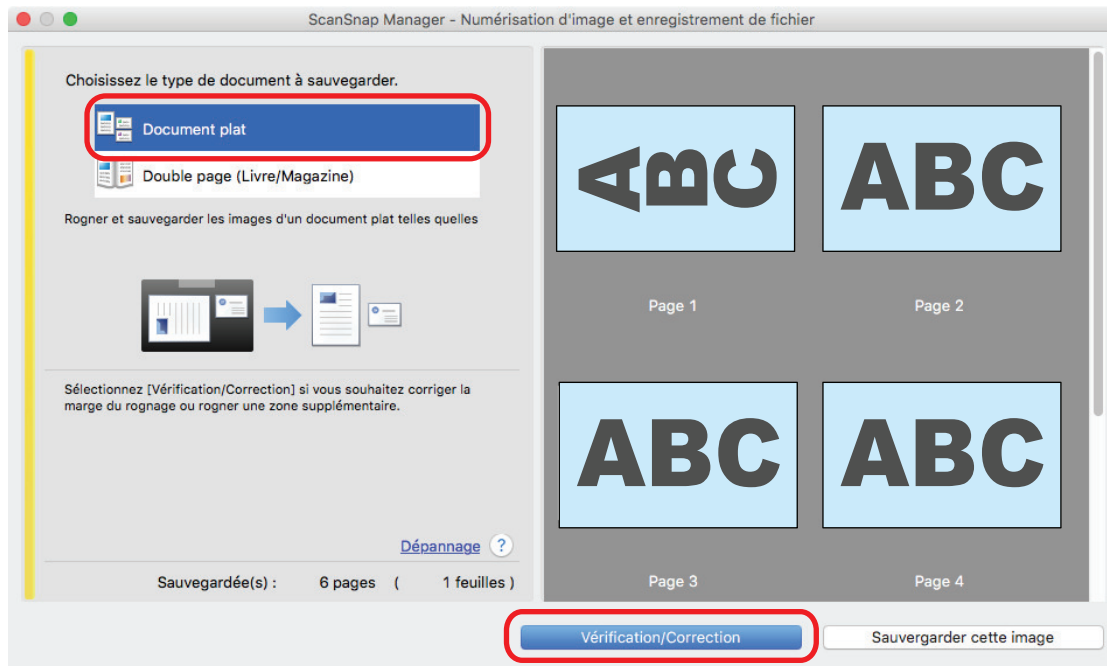 ScanSnap Manager - Numérisation d'image et enregistrement de fichier
Choisissez le type de document à sauvegarder.
Document plat
Double page (Livre/Magazine)
Rogner et sauvegarder les images d'un document plat telles quelles
Sélectionnez [Vérification/Correction] si vous souhaitez corriger la
marge du rognage ou rogner une zone supplémentaire.
Dépannage ?
Sauvegardée(s) : 6 pages ( 1 feuilles )
ABC ABC
Page 1 Page 2
ABC ABC
Page 3 Page 4
Vérification/Correction Sauvergarder cette image